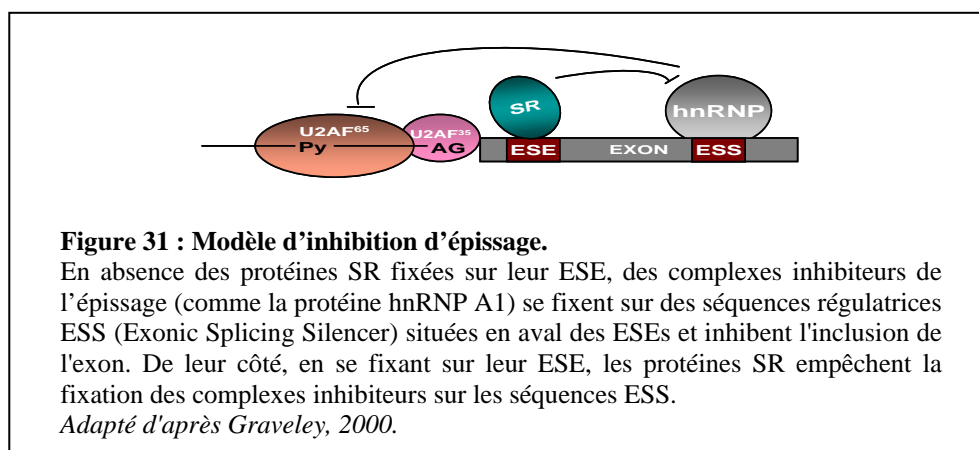 SR
hnRNP
U2AF65
U2AF35
Py
AG
ESE
EXON
ESS
Figure 31 : Modèle d’inhibition d’épissage.
En absence des protéines SR fixées sur leur ESE, des complexes inhibiteurs de
l’épissage (comme la protéine hnRNP A1) se fixent sur des séquences régulatrices
ESS (Exonic Splicing Silencer) situées en aval des ESEs et inhibent l'inclusion de
l'exon. De leur côté, en se fixant sur leur ESE, les protéines SR empêchent la
fixation des complexes inhibiteurs sur les séquences ESS.
Adapté d'après Graveley, 2000.